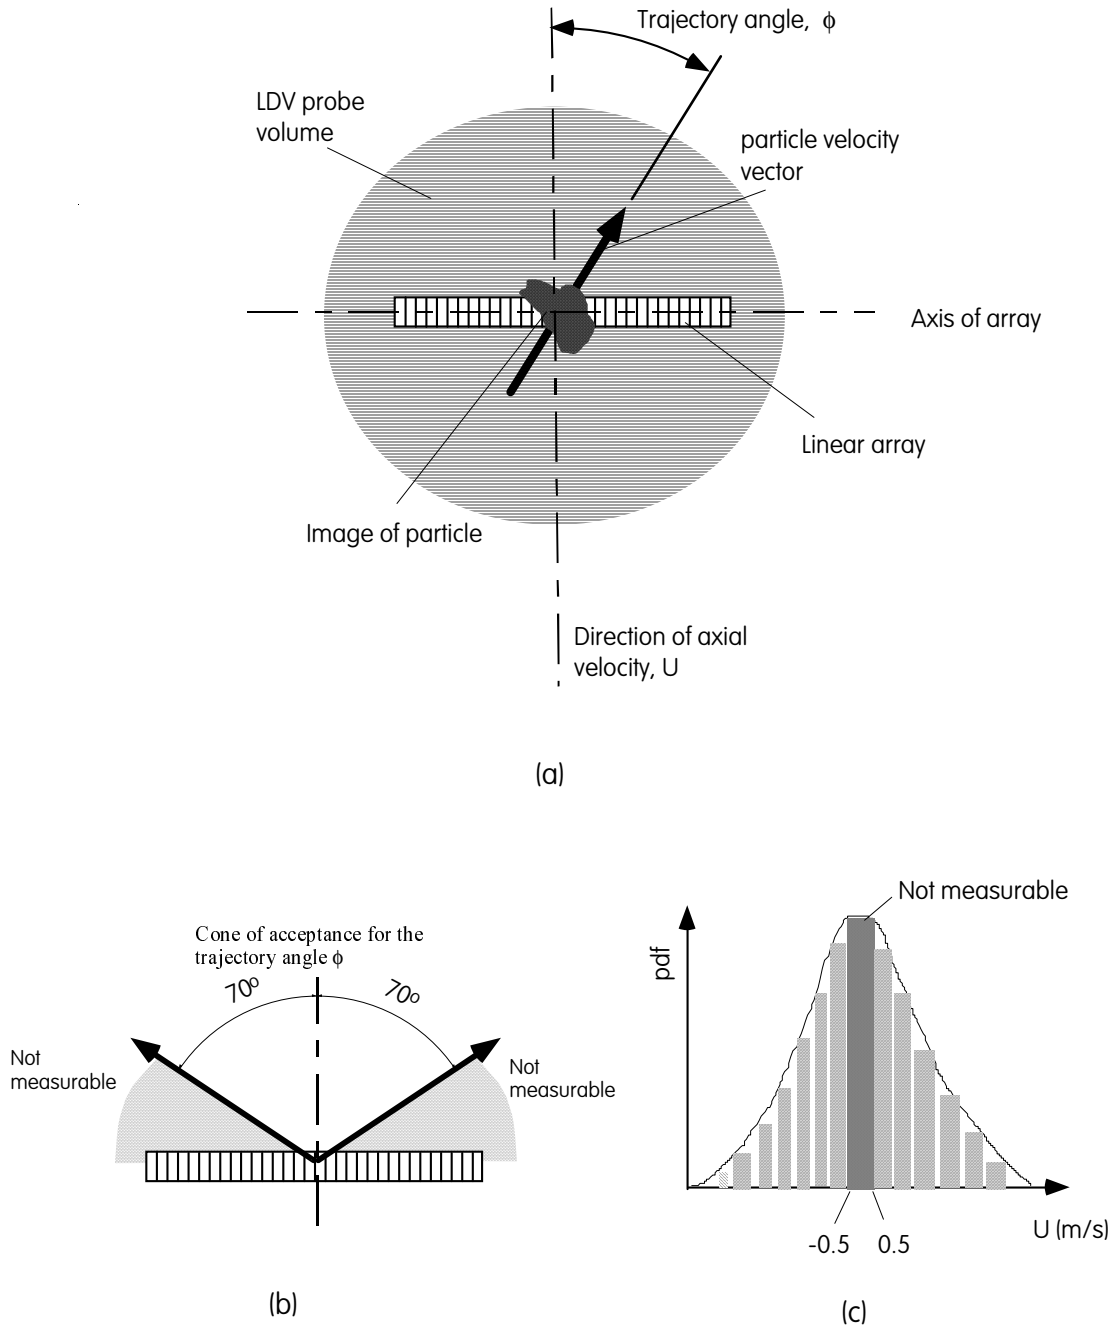 Trajectory angle, ϕ
LDV probe
volume
particle velocity
vector
Axis of array
Linear array
Image of particle
Direction of axial
velocity, U
(a)
Cone of acceptance for the
trajectory angle ϕ
70º
70º
Not
measurable
Not
measurable
(b)
Not measurable
pdf
-0.5
0.5
U (m/s)
(c)